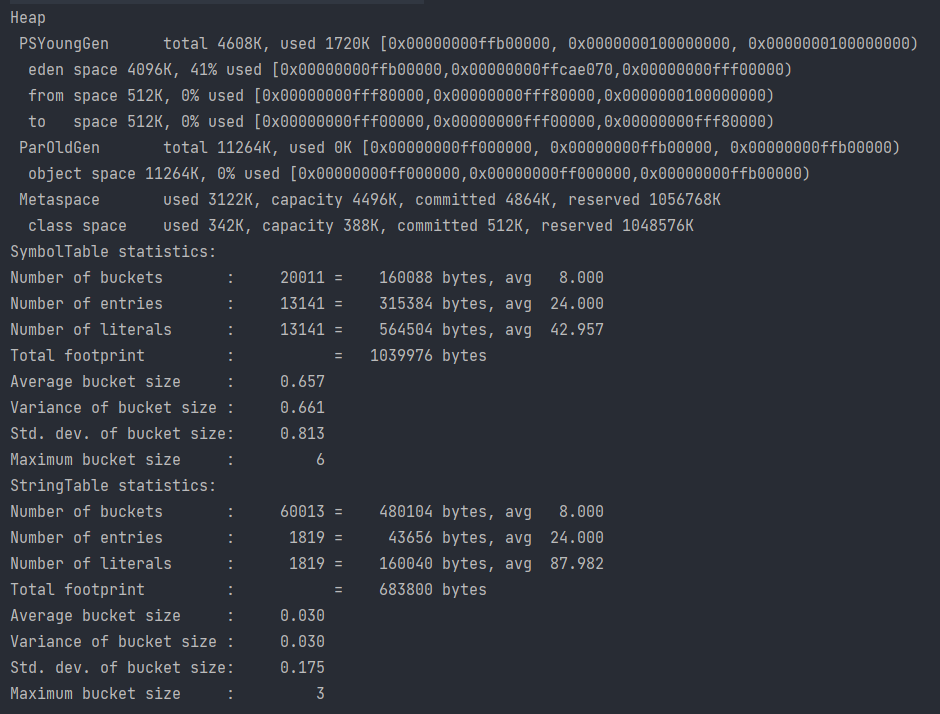 Heap
 PSYoungGen      total 4608K, used 1720K [0x00000000ffb00000, 0x0000000100000000, 0x0000000100000000)
  eden space 4096K, 41% used [0x00000000ffb00000,0x00000000ffcae070,0x00000000fff00000)
  from space 512K, 0% used [0x00000000fff80000,0x00000000fff80000,0x0000000100000000)
  to   space 512K, 0% used [0x00000000fff00000,0x00000000fff00000,0x00000000fff80000)
 ParOldGen       total 11264K, used 0K [0x00000000ff000000, 0x00000000ffb00000, 0x00000000ffb00000)
  object space 11264K, 0% used [0x00000000ff000000,0x00000000ff000000,0x00000000ffb00000)
 Metaspace       used 3122K, capacity 4496K, committed 4864K, reserved 1056768K
  class space    used 342K, capacity 388K, committed 512K, reserved 1048576K
SymbolTable statistics:
Number of buckets       :     20011 =    160088 bytes, avg   8.000
Number of entries       :     13141 =    315384 bytes, avg  24.000
Number of literals      :     13141 =    564504 bytes, avg  42.957
Total footprint         :           =   1039976 bytes
Average bucket size     :     0.657
Variance of bucket size :     0.661
Std. dev. of bucket size:     0.813
Maximum bucket size     :         6
StringTable statistics:
Number of buckets       :     60013 =    480104 bytes, avg   8.000
Number of entries       :      1819 =     43656 bytes, avg  24.000
Number of literals      :      1819 =    160040 bytes, avg  87.982
Total footprint         :           =    683800 bytes
Average bucket size     :     0.030
Variance of bucket size :     0.030
Std. dev. of bucket size:     0.175
Maximum bucket size     :         3